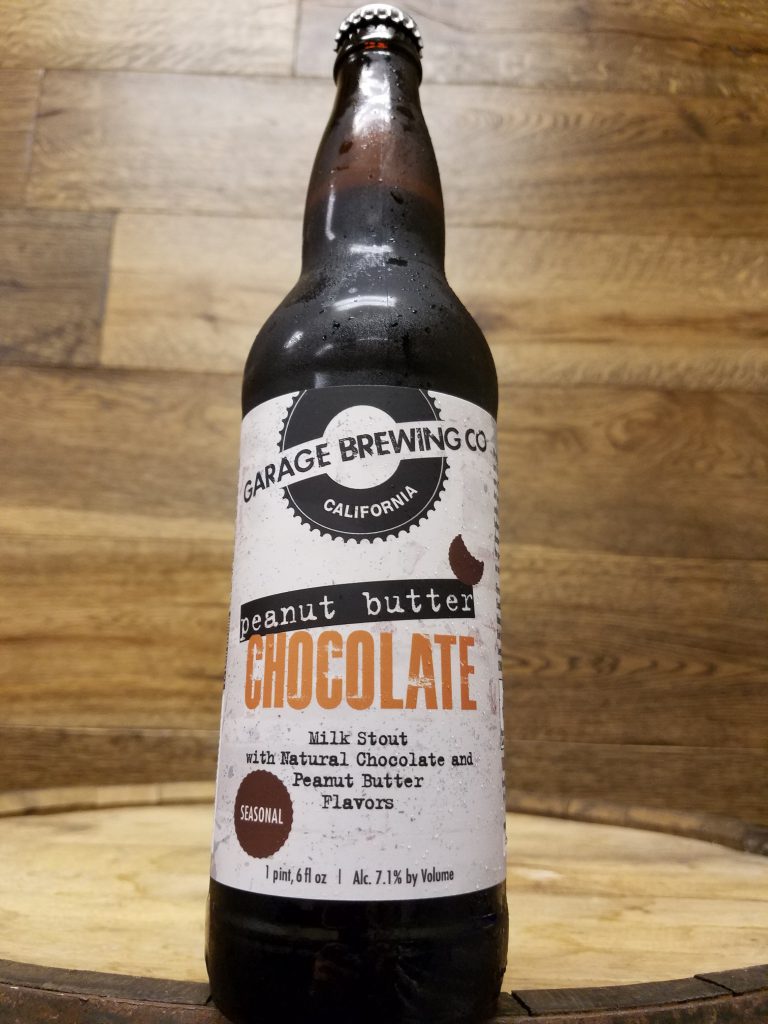 GARAGE BREWING CO
CALIFORNIA
peanut butter
CHOCOLATE
Milk Stout
with Natural Chocolate and
Peanut Butter
Flavors
SEASONAL
1 pint, 6 fl oz | Alc. 7.1% by Volume